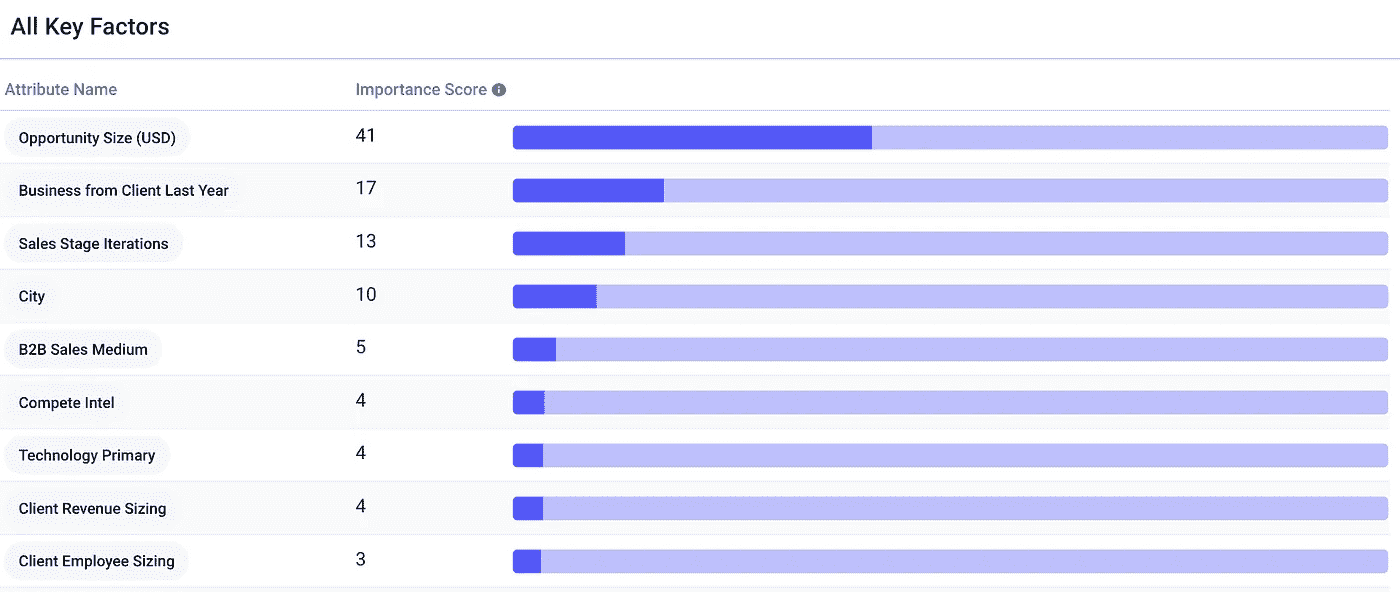 All Key Factors
Attribute Name Importance Score
Opportunity Size (USD) 41
Business from Client Last Year 17
Sales Stage Iterations 13
City 10
B2B Sales Medium 5
Compete Intel 4
Technology Primary 4
Client Revenue Sizing 4
Client Employee Sizing 3